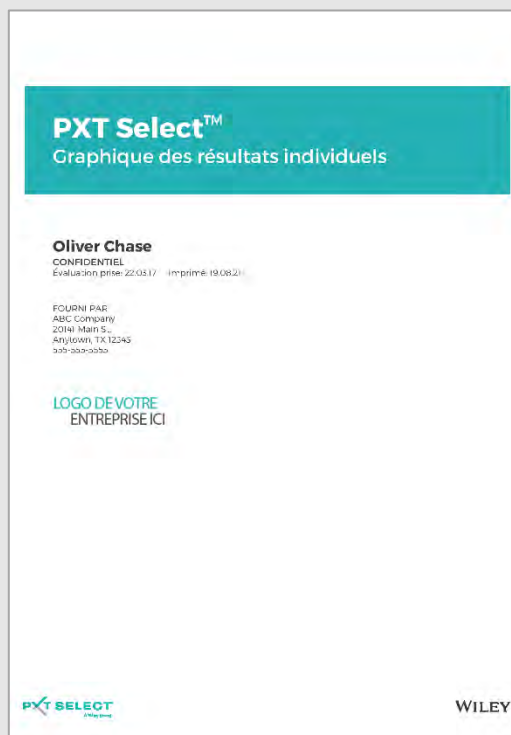 PXT Select™
Graphique des résultats individuels
Oliver Chase
CONFIDENTIEL
Évaluation prise: 22.03.17 Imprimé: 19.08.21
FOURNI PAR
ABC Company
20141 Main S
Anytown, TX 12345
555-555-5555
LOGO DE VOTRE
ENTREPRISE ICI
PXT SELECT
WILEY